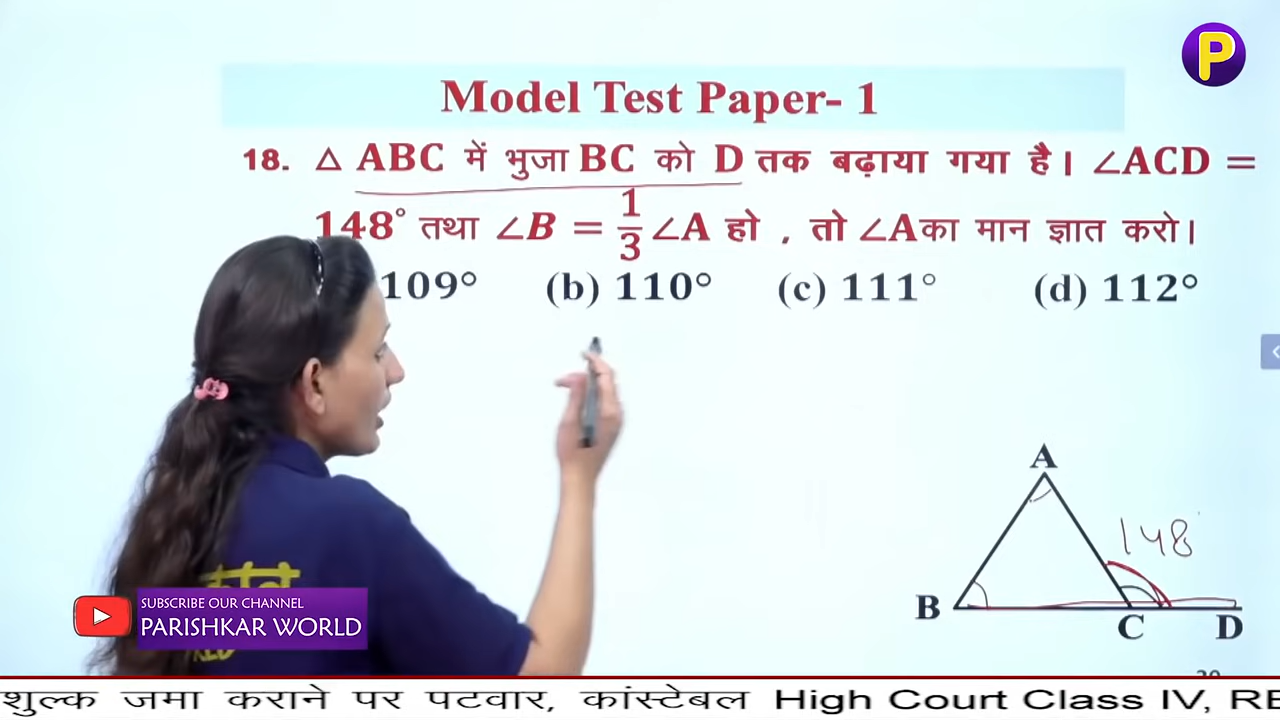 P
Model Test Paper- 1
18. △ ABC में भुजा BC को D तक बढ़ाया गया है। ∠ACD =
148° तथा ∠B = 1/3 ∠A हो , तो ∠A का मान ज्ञात करो।
109° (b) 110° (c) 111° (d) 112°
A
148°
B C D
SUBSCRIBE OUR CHANNEL
PARISHKAR WORLD
शुल्क जमा कराने पर पटवार, कांस्टेबल High Court Class IV, RE